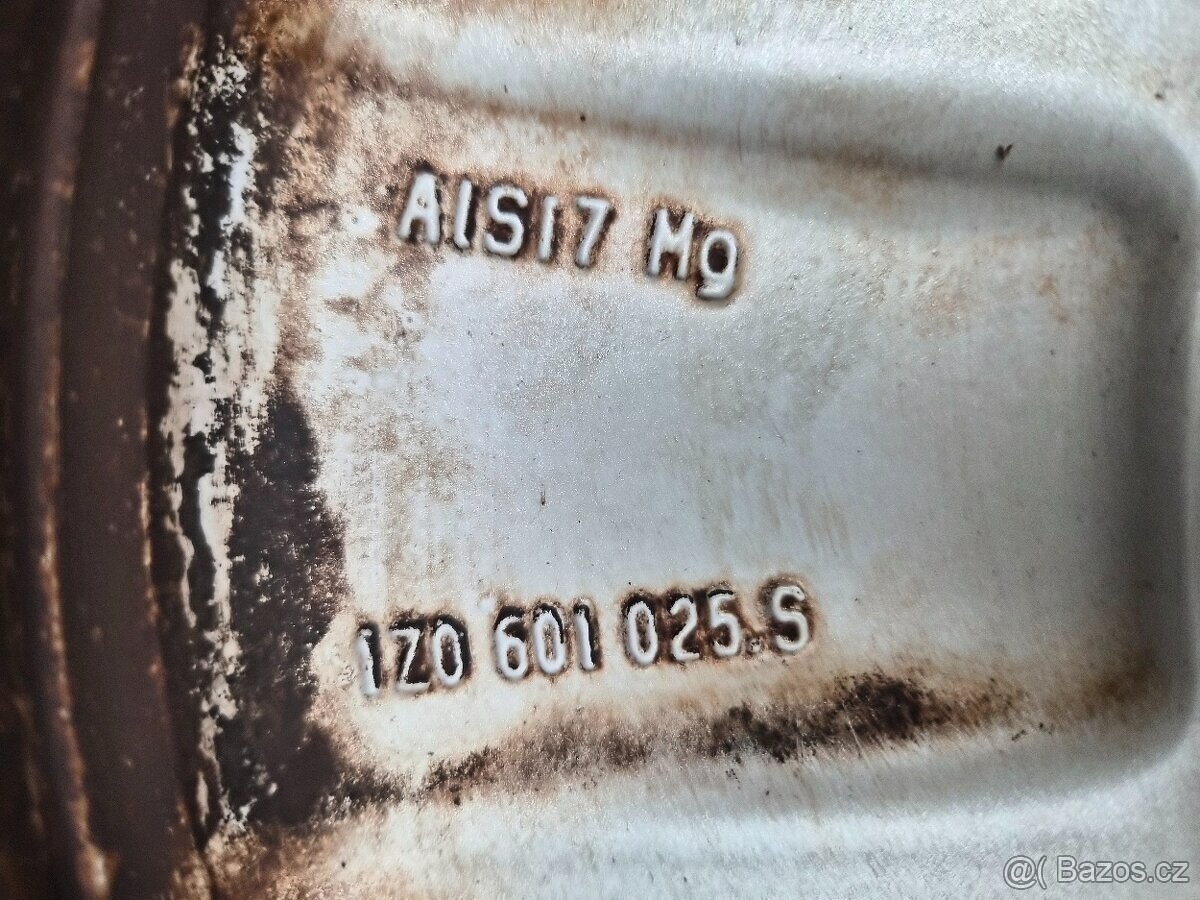 AlSi7 Mg
1Z0 601 025.S
@( Bazos.cz